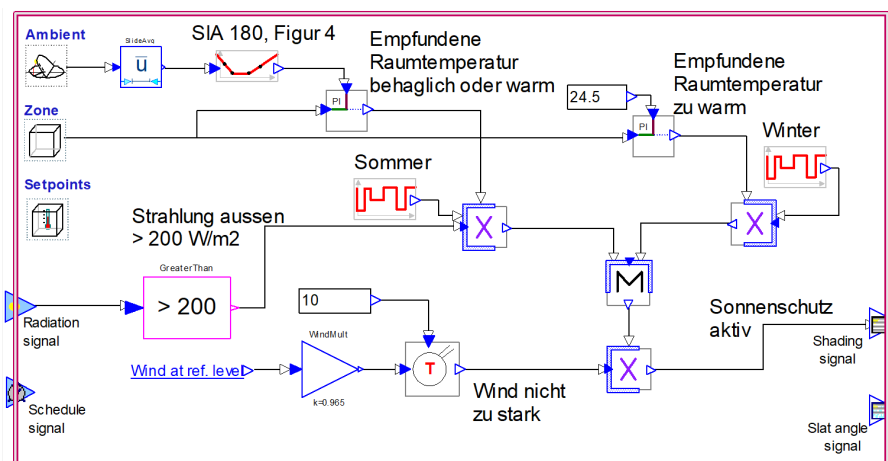 Ambient
SlideAvg
u
SIA 180, Figur 4
Empfundene
Raumtemperatur
behaglich oder warm
Empfundene
Raumtemperatur
zu warm
24.5
PI
PI
Zone
Winter
Sommer
Setpoints
X
X
Strahlung aussen
> 200 W/m2
GreaterThan
> 200
M
10
Sonnenschutz
aktiv
Radiation
signal
WindMult
Shading
signal
Wind at ref. level
T
X
k=0.965
Wind nicht
zu stark
Schedule
signal
Slat angle
signal